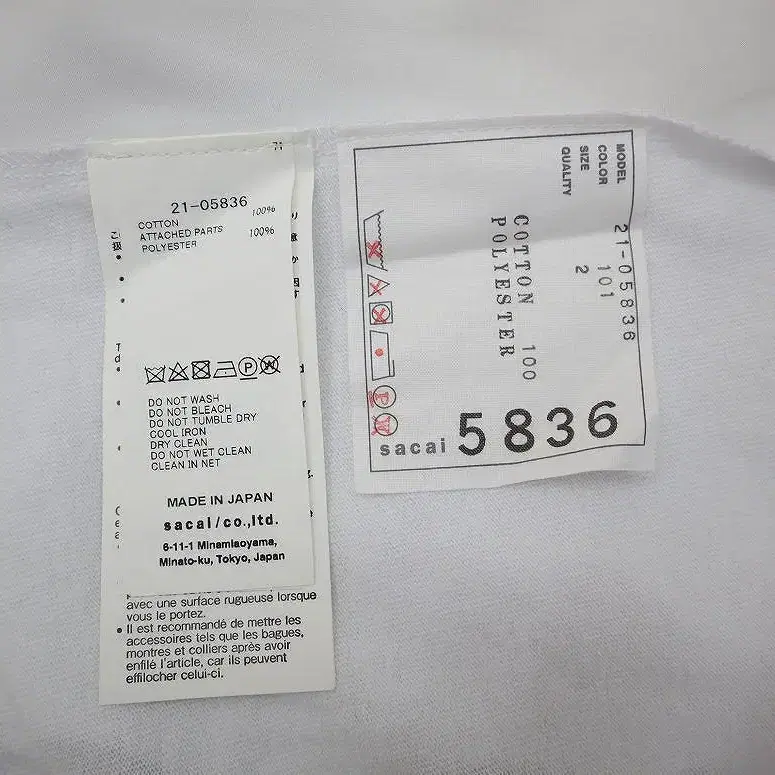 21-05836
COTTON 100%
ATTACHED PARTS
POLYESTER 100%
DO NOT WASH
DO NOT BLEACH
DO NOT TUMBLE DRY
COOL IRON
DRY CLEAN
DO NOT WET CLEAN
CLEAN IN NET
MADE IN JAPAN
sacai/co.,ltd.
6-11-1 Minamiaoyama,
Minato-ku, Tokyo, Japan
avec une surface rugueuse lorsque
vous le portez.
• Il est recommandé de mettre les
accessoires tels que les bagues,
montres et colliers après avoir
enfilé l'article, car ils peuvent
effilocher celui-ci.
MODEL 21-05836
COLOR 101
SIZE 2
QUALITY
COTTON 100
POLYESTER
P
W
sacai 5836